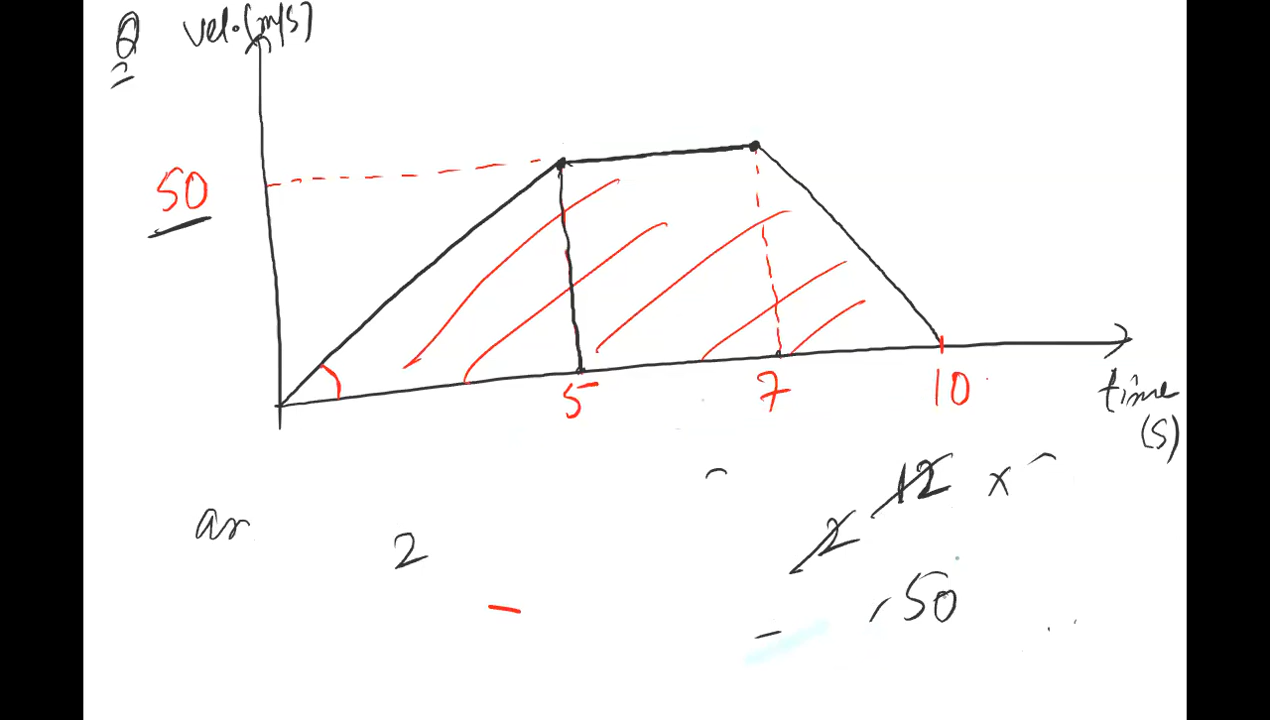 Q vel. (m/s)
50
5 7 10
time
(s)
12 x
ar 2 2
- - 50